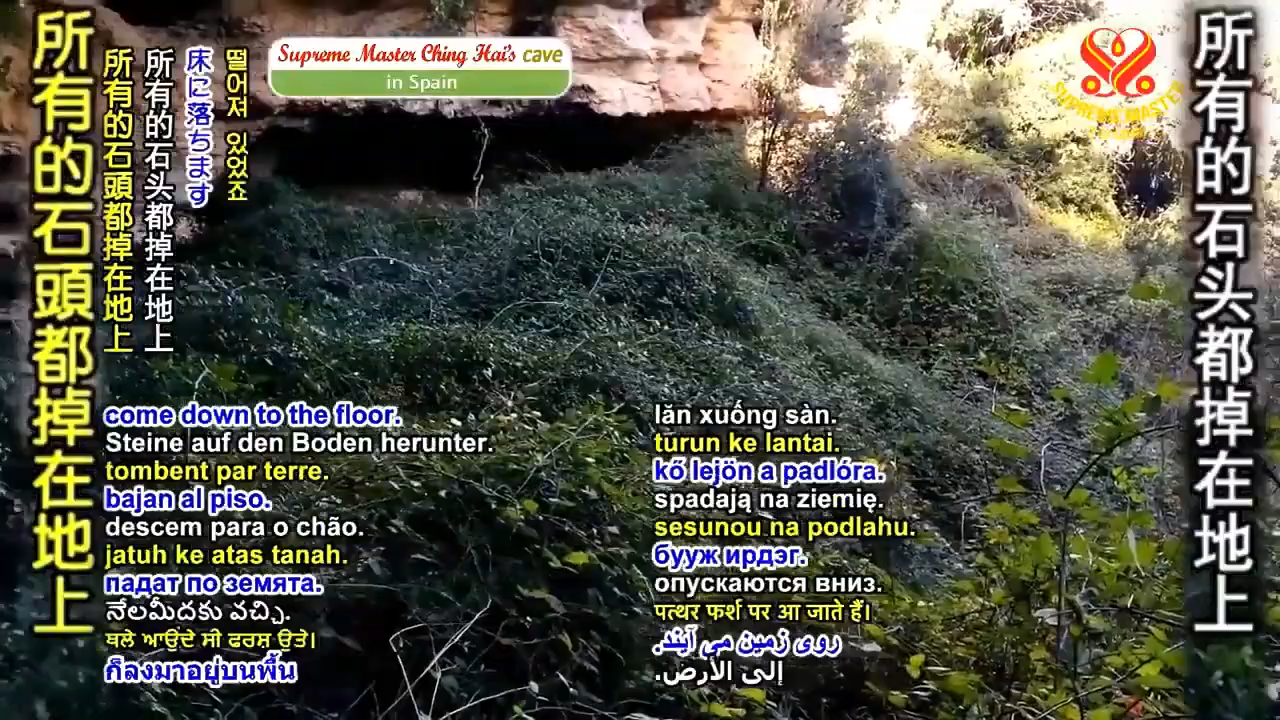 所有的石頭都掉在地上
所有的石頭都掉在地上
所有的石头都掉在地上
床に落ちます
떨어져 있었죠
Supreme Master Ching Hai's cave
in Spain
SUPREME MASTER
所有的石头都掉在地上
come down to the floor.
Steine auf den Boden herunter.
tombent par terre.
bajan al piso.
descem para o chão.
jatuh ke atas tanah.
падат по земята.
నేలమీదకు వచ్చి.
ਥਲੇ ਆਉਂਦੇ ਸੀ ਫਰਸ਼ ਉਤੇ।
ก็ลงมาอยู่บนพื้น
lăn xuống sàn.
turun ke lantai.
kő lejön a padlóra.
spadają na ziemię.
sesunou na podlahu.
бууж ирдэг.
опускаются вниз.
पत्थर फर्श पर आ जाते हैं।
روی زمین می آیند.
إلى الأرض.